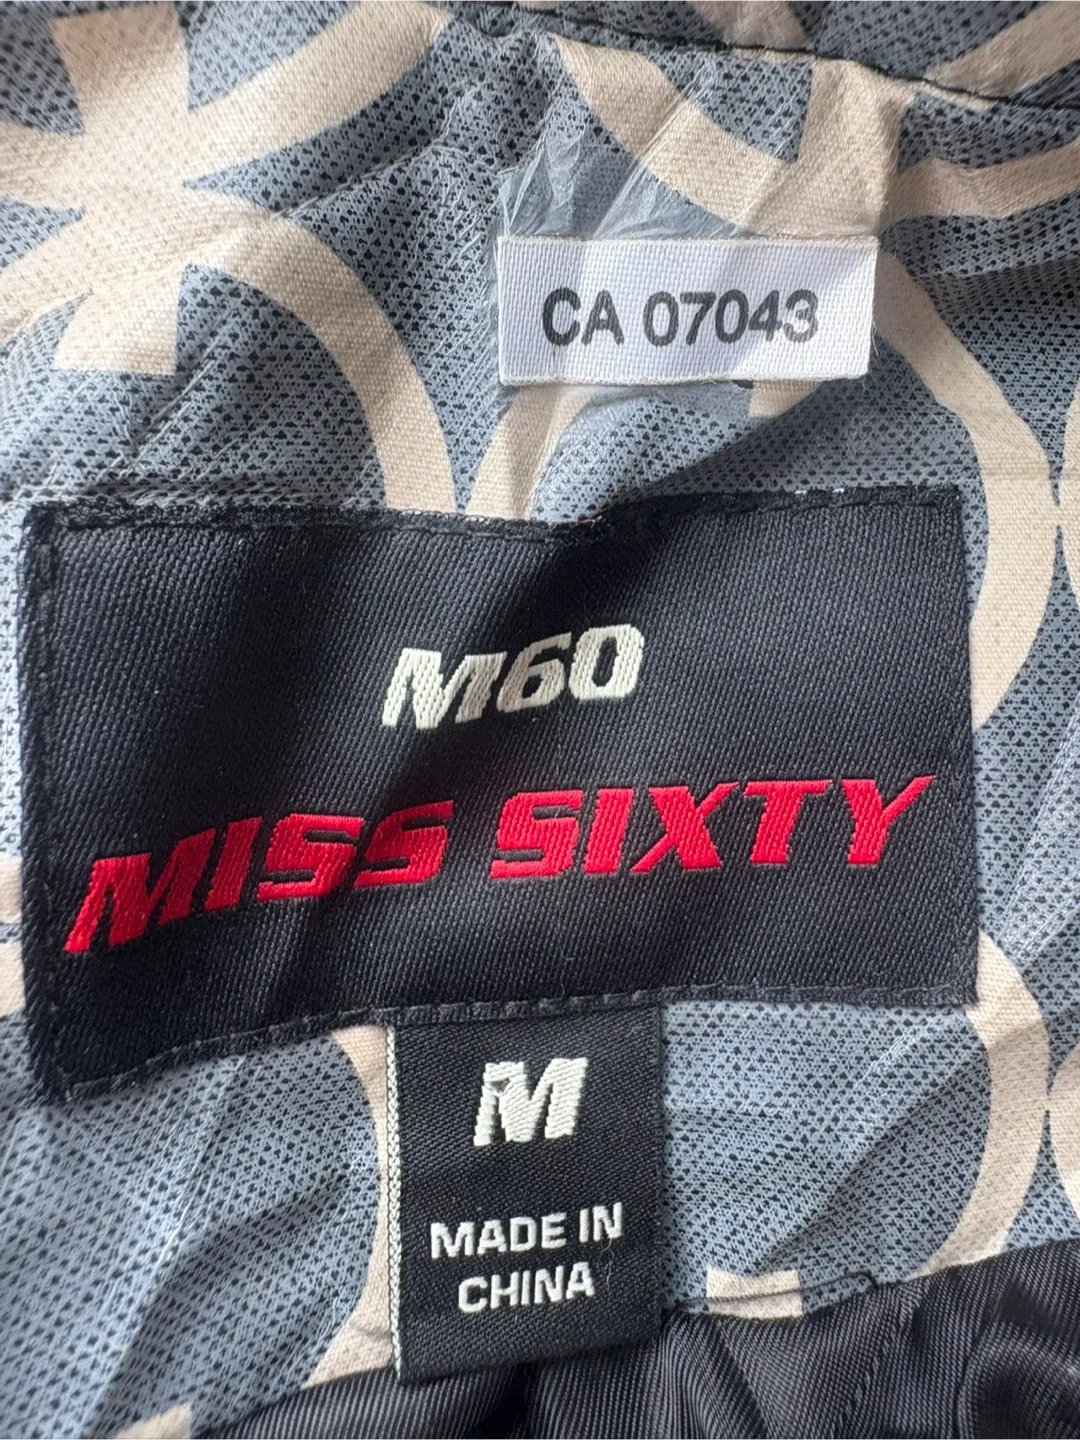 CA 07043
M60
MISS SIXTY
M
MADE IN
CHINA